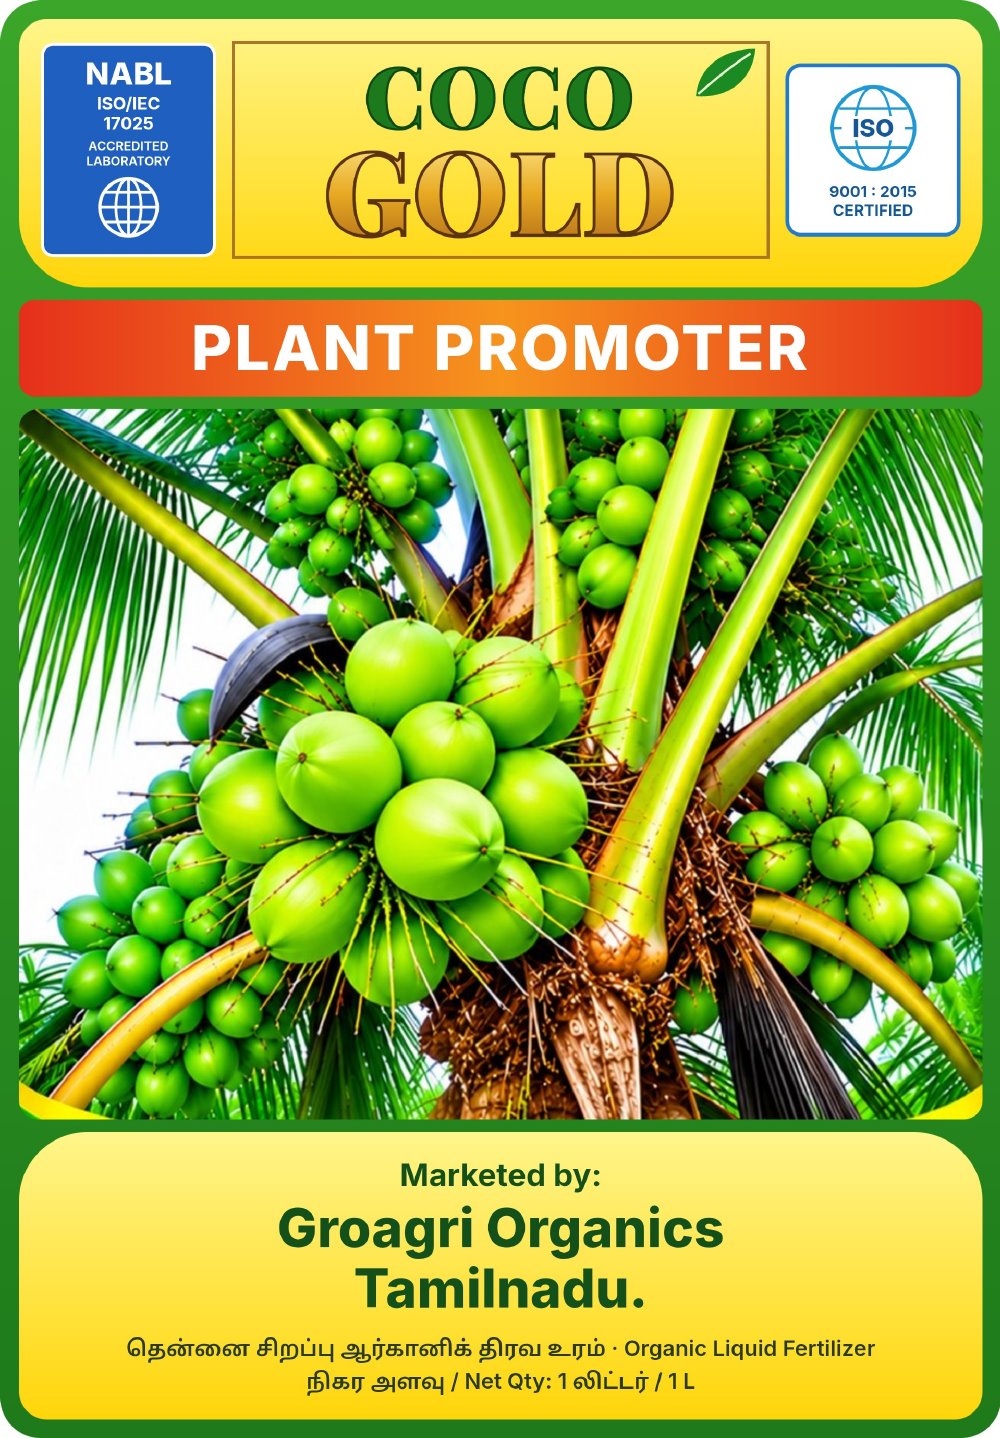 NABL
ISO/IEC
17025
ACCREDITED
LABORATORY
COCO
GOLD
ISO
9001 : 2015
CERTIFIED
PLANT PROMOTER
Marketed by:
Groagri Organics
Tamilnadu.
தென்னை சிறப்பு ஆர்கானிக் திரவ உரம் · Organic Liquid Fertilizer
நிகர அளவு / Net Qty: 1 லிட்டர் / 1 L